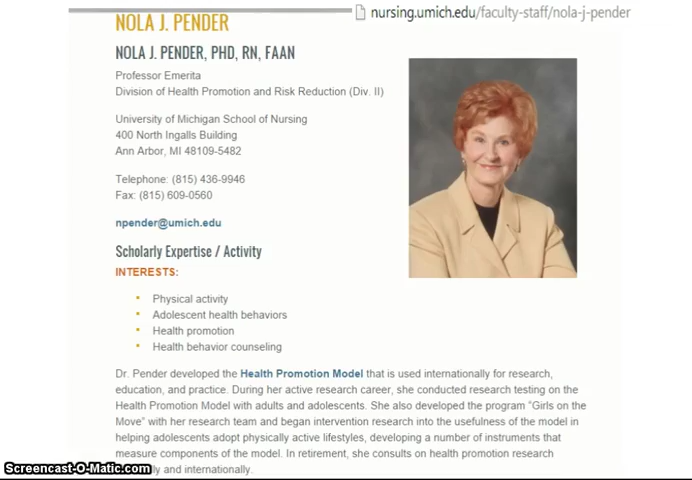 NOLA J. PENDER
nursing.umich.edu/faculty-staff/nola-j-pender
NOLA J. PENDER, PHD, RN, FAAN
Professor Emerita
Division of Health Promotion and Risk Reduction (Div. II)
University of Michigan School of Nursing
400 North Ingalls Building
Ann Arbor, MI 48109-5482
Telephone: (815) 436-9946
Fax: (815) 609-0560
npender@umich.edu
Scholarly Expertise / Activity
INTERESTS:
• Physical activity
• Adolescent health behaviors
• Health promotion
• Health behavior counseling
Dr. Pender developed the Health Promotion Model that is used internationally for research,
education, and practice. During her active research career, she conducted research testing on the
Health Promotion Model with adults and adolescents. She also developed the program "Girls on the
Move" with her research team and began intervention research into the usefulness of the model in
helping adolescents adopt physically active lifestyles, developing a number of instruments that
measure components of the model. In retirement, she consults on health promotion research
and internationally.
Screencast-O-Matic.com